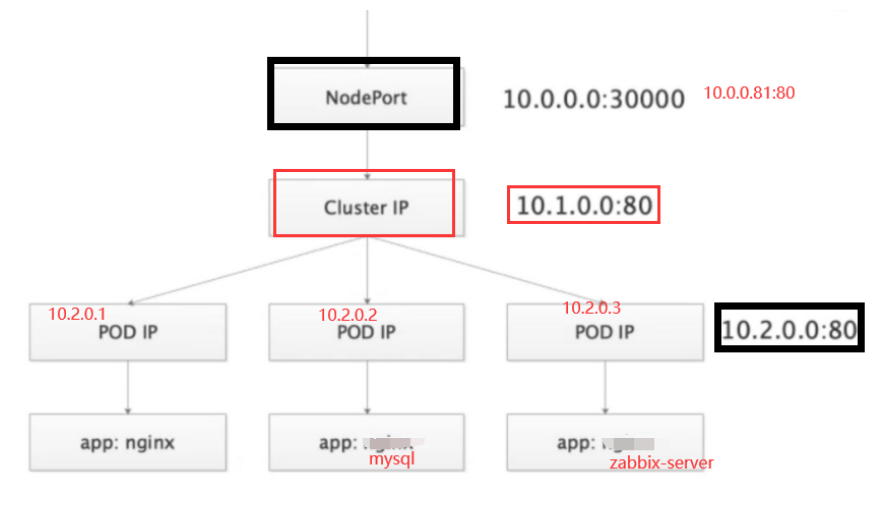 NodePort
10.0.0.0:30000
10.0.0.81:80
Cluster IP
10.1.0.0:80
10.2.0.1
POD IP
10.2.0.2
POD IP
10.2.0.3
POD IP
10.2.0.0:80
app: nginx
app:
mysql
app:
zabbix-server